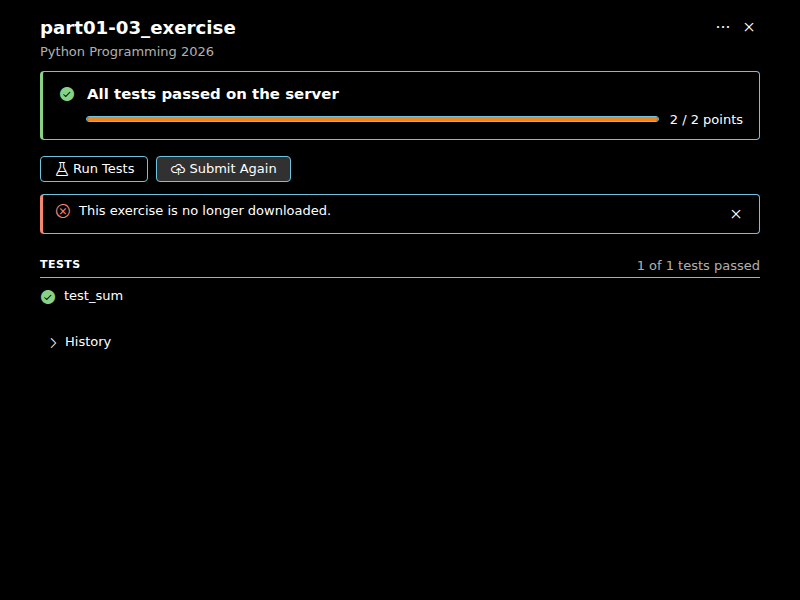 part01-03_exercise
Python Programming 2026
All tests passed on the server
2 / 2 points
Run Tests
Submit Again
This exercise is no longer downloaded.
TESTS
1 of 1 tests passed
test_sum
History